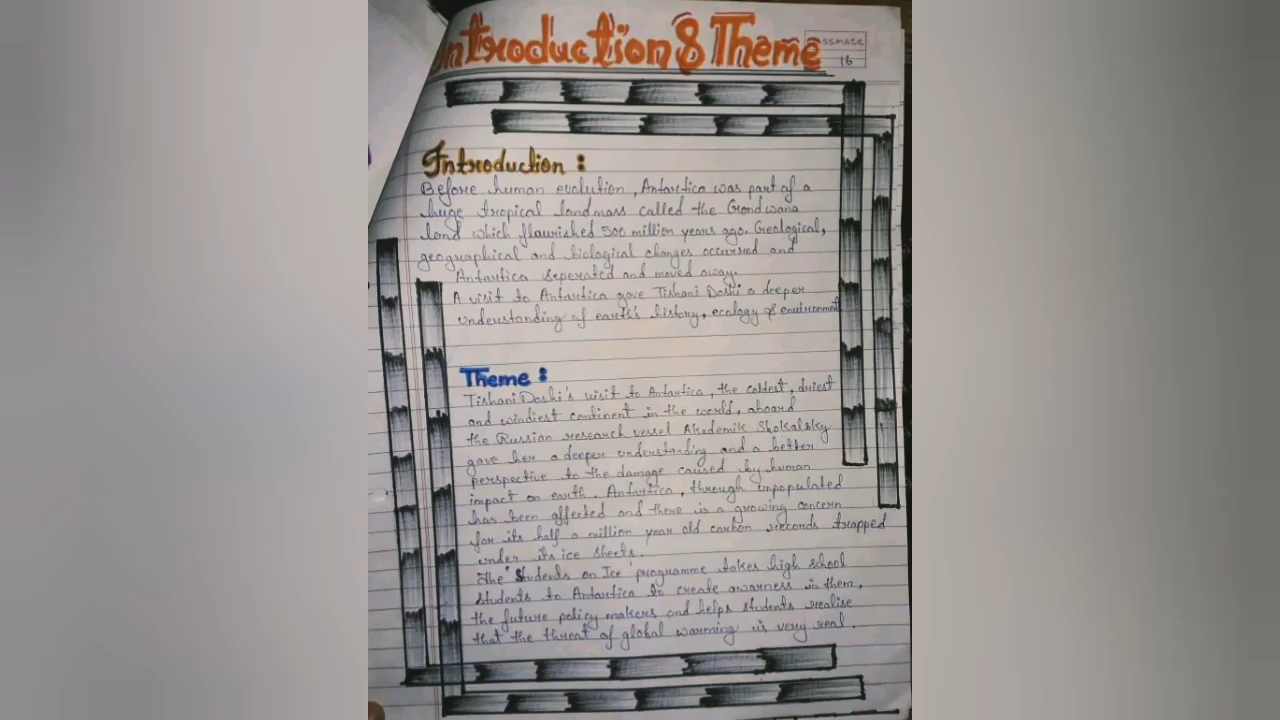 Introduction & Theme
SSMATE
16
Introduction :
Before human evolution, Antartica was part of a
huge tropical landmass called the Gondwana
land which flourished 500 million years ago. Geological,
geographical and biological changes occurred and
Antartica seperated and moved away.
A visit to Antartica gave Tishani Doshi a deeper
understanding of earth's history, ecology & environment
Theme :
Tishani Doshi's visit to Antartica, the coldest, driest
and windiest continent in the world, aboard
the Russian research vessel Akademik Shokalsky
gave her a deeper understanding and a better
perspective to the damage caused by human
impact on earth. Antartica, through unpopulated
has been affected and there is a growing concern
for its half a million year old carbon records trapped
under its ice sheets.
The 'Students on Ice' programme takes high school
students to Antartica to create awarness in them,
the future policy makers and helps students realise
that the threat of global warming is very real.